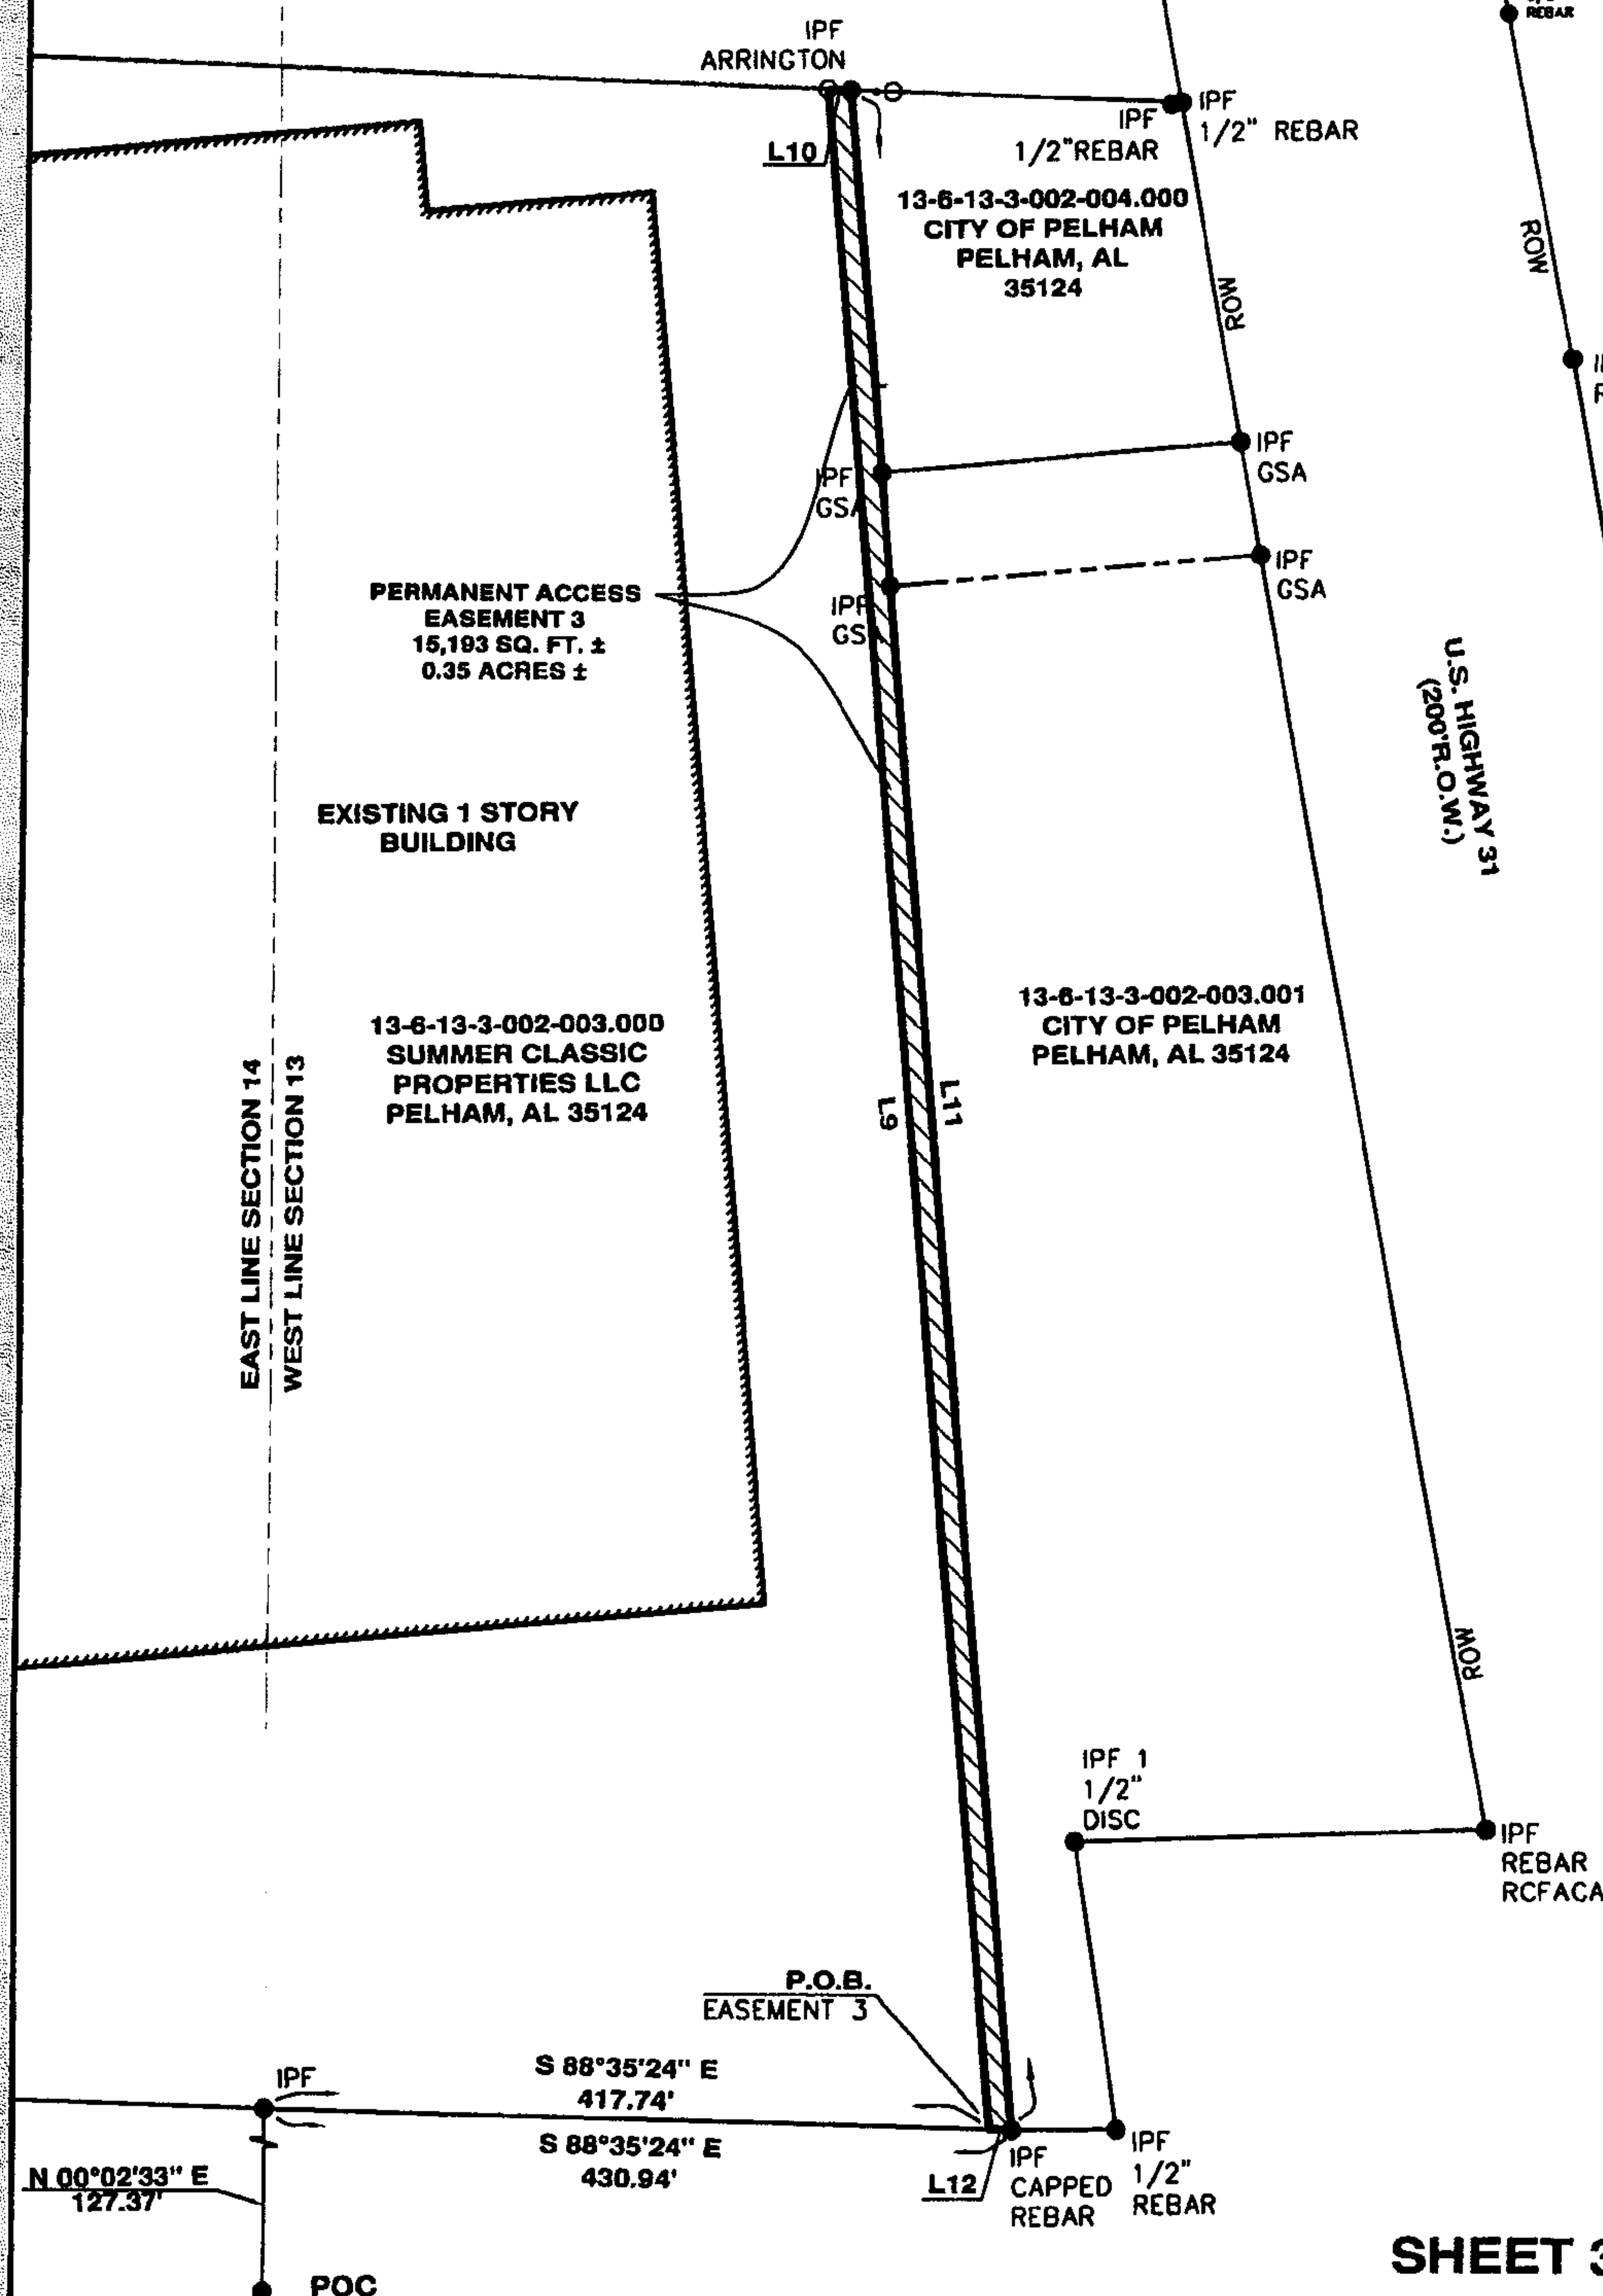 REBAR
IPF
ARRINGTON
IPF
1/2" REBAR
IPF
1/2"REBAR
L10
13-6-13-3-002-004.000
CITY OF PELHAM
PELHAM, AL
35124
ROW
ROW
IPF
GSA
IPF
GSA
IPF
GSA
IPF
GS
PERMANENT ACCESS
EASEMENT 3
15,193 SQ. FT. ±
0.35 ACRES ±
U.S. HIGHWAY 31
(200'R.O.W.)
EXISTING 1 STORY
BUILDING
13-6-13-3-002-003.001
CITY OF PELHAM
PELHAM, AL 35124
13-6-13-3-002-003.000
SUMMER CLASSIC
PROPERTIES LLC
PELHAM, AL 35124
EAST LINE SECTION 14
WEST LINE SECTION 13
L9
L11
ROW
IPF 1
1/2"
DISC
IPF
REBAR
RCFACA
P.O.B.
EASEMENT 3
IPF
S 88°35'24" E
417.74'
S 88°35'24" E
430.94'
N 00°02'33" E
127.37'
L12
IPF
CAPPED
REBAR
IPF
1/2"
REBAR
SHEET 3
POC